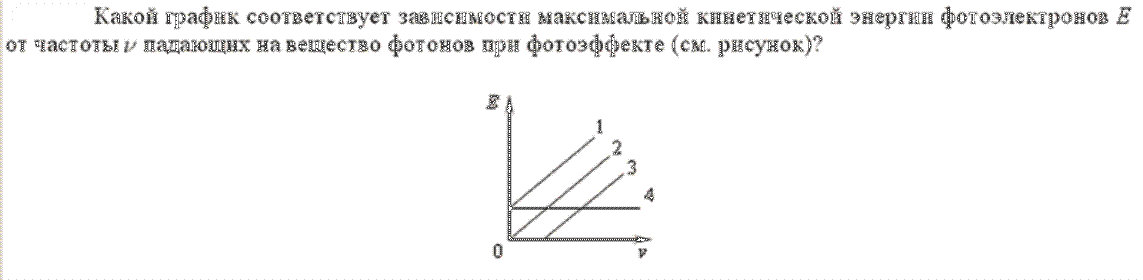 Какой график соответствует зависимости максимальной кинетической энергии фотоэлектронов E
от частоты ν падающих на вещество фотонов при фотоэффекте (см. рисунок)?
E
1
2
3
4
0
ν